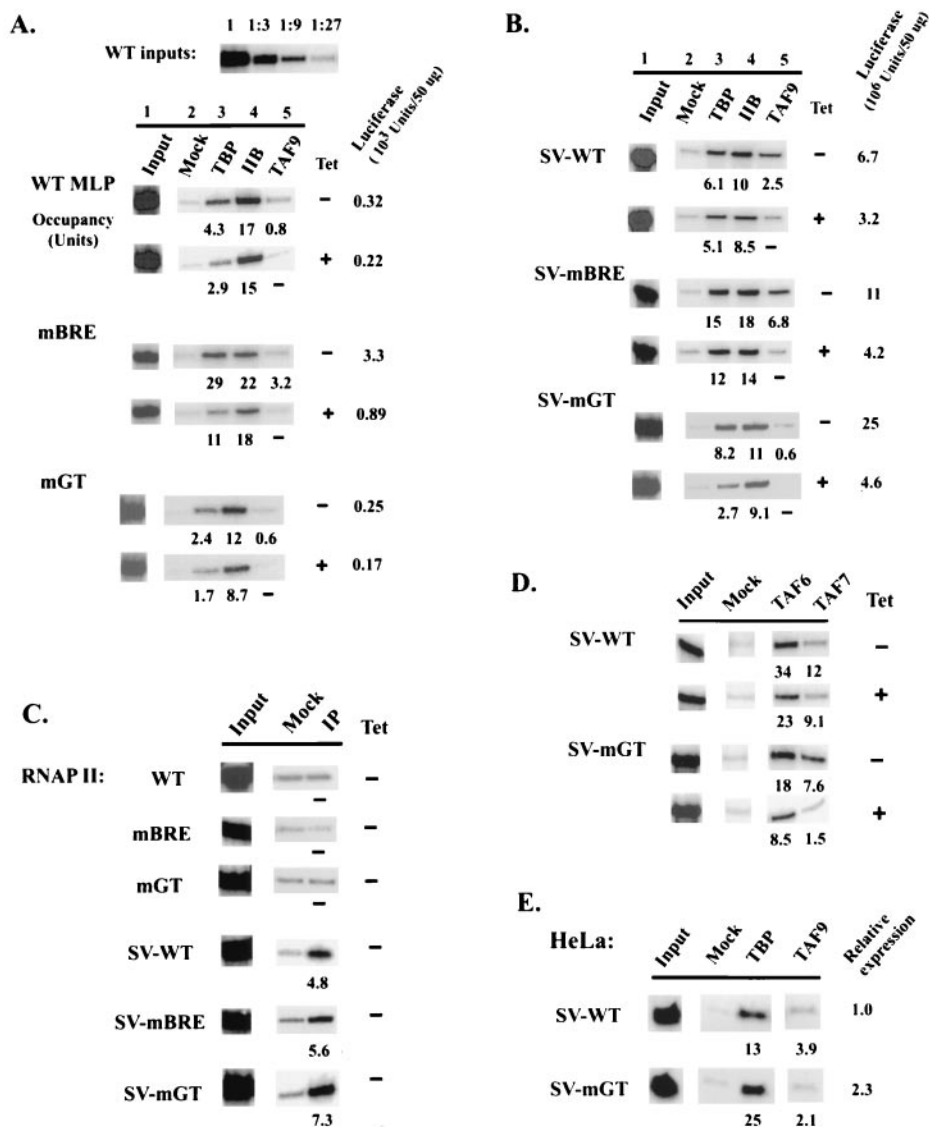 A.
1 1:3 1:9 1:27
WT inputs:
1 2 3 4 5
Input Mock TBP IIB TAF9 Tet Luciferase (10-3 Units/50 ug)
WT MLP
Occupancy (Units)
– 0.32
4.3 17 0.8
+ 0.22
2.9 15 –
mBRE
– 3.3
29 22 3.2
+ 0.89
11 18 –
mGT
– 0.25
2.4 12 0.6
+ 0.17
1.7 8.7 –
B.
1 2 3 4 5
Input Mock TBP IIB TAF9 Tet Luciferase (106 Units/50 ug)
SV-WT – 6.7
6.1 10 2.5
+ 3.2
5.1 8.5 –
SV-mBRE
– 11
15 18 6.8
+ 4.2
12 14 –
SV-mGT
– 25
8.2 11 0.6
+ 4.6
2.7 9.1 –
C.
Input Mock IP Tet
RNAP II: WT –
–
mBRE –
–
mGT –
–
SV-WT –
4.8
SV-mBRE –
5.6
SV-mGT –
7.3
D.
Input Mock TAF6 TAF7 Tet
SV-WT –
34 12
+
23 9.1
SV-mGT –
18 7.6
+
8.5 1.5
E.
HeLa: Input Mock TBP TAF9 Relative expression
SV-WT 1.0
13 3.9
SV-mGT 2.3
25 2.1